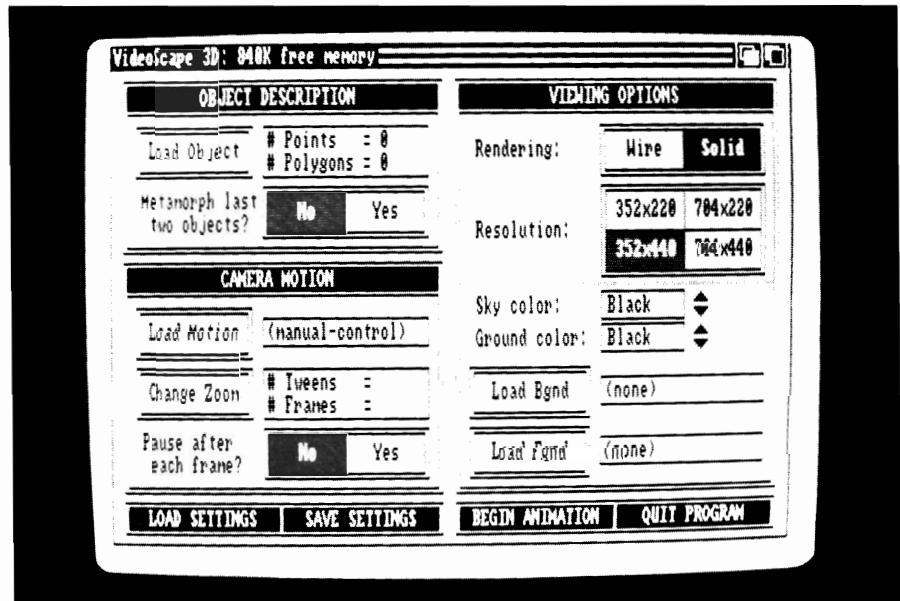 VideoScape 3D: 840K free memory
OBJECT DESCRIPTION
Load Object
# Points = 0
# Polygons = 0
Metamorph last
two objects?
No Yes
CAMERA MOTION
Load Motion (manual-control)
Change Zoom
# Tweens =
# Frames =
Pause after
each frame?
No Yes
LOAD SETTINGS SAVE SETTINGS
VIEWING OPTIONS
Rendering: Wire Solid
Resolution:
352x220 704x220
352x440 704x440
Sky color: Black
Ground color: Black
Load Bgnd (none)
Load Fgnd (none)
BEGIN ANIMATION QUIT PROGRAM